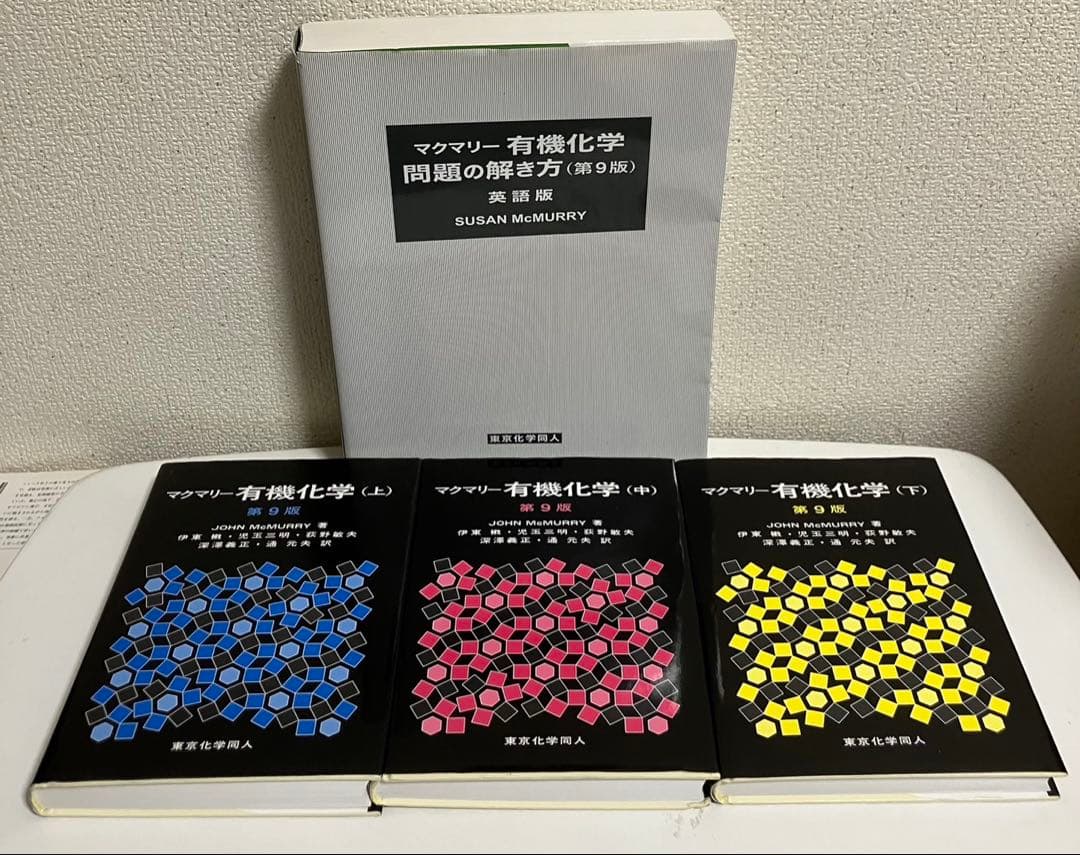 マクマリー 有機化学
問題の解き方(第9版)
英語版
SUSAN McMURRY
東京化学同人
マクマリー 有機化学(上)
第9版
JOHN McMURRY 著
伊東 椒・児玉三明・荻野敏夫
深澤義正・通 元夫 訳
東京化学同人
マクマリー 有機化学(中)
第9版
JOHN McMURRY 著
伊東 椒・児玉三明・荻野敏夫
深澤義正・通 元夫 訳
東京化学同人
マクマリー 有機化学(下)
第9版
JOHN McMURRY 著
伊東 椒・児玉三明・荻野敏夫
深澤義正・通 元夫 訳
東京化学同人